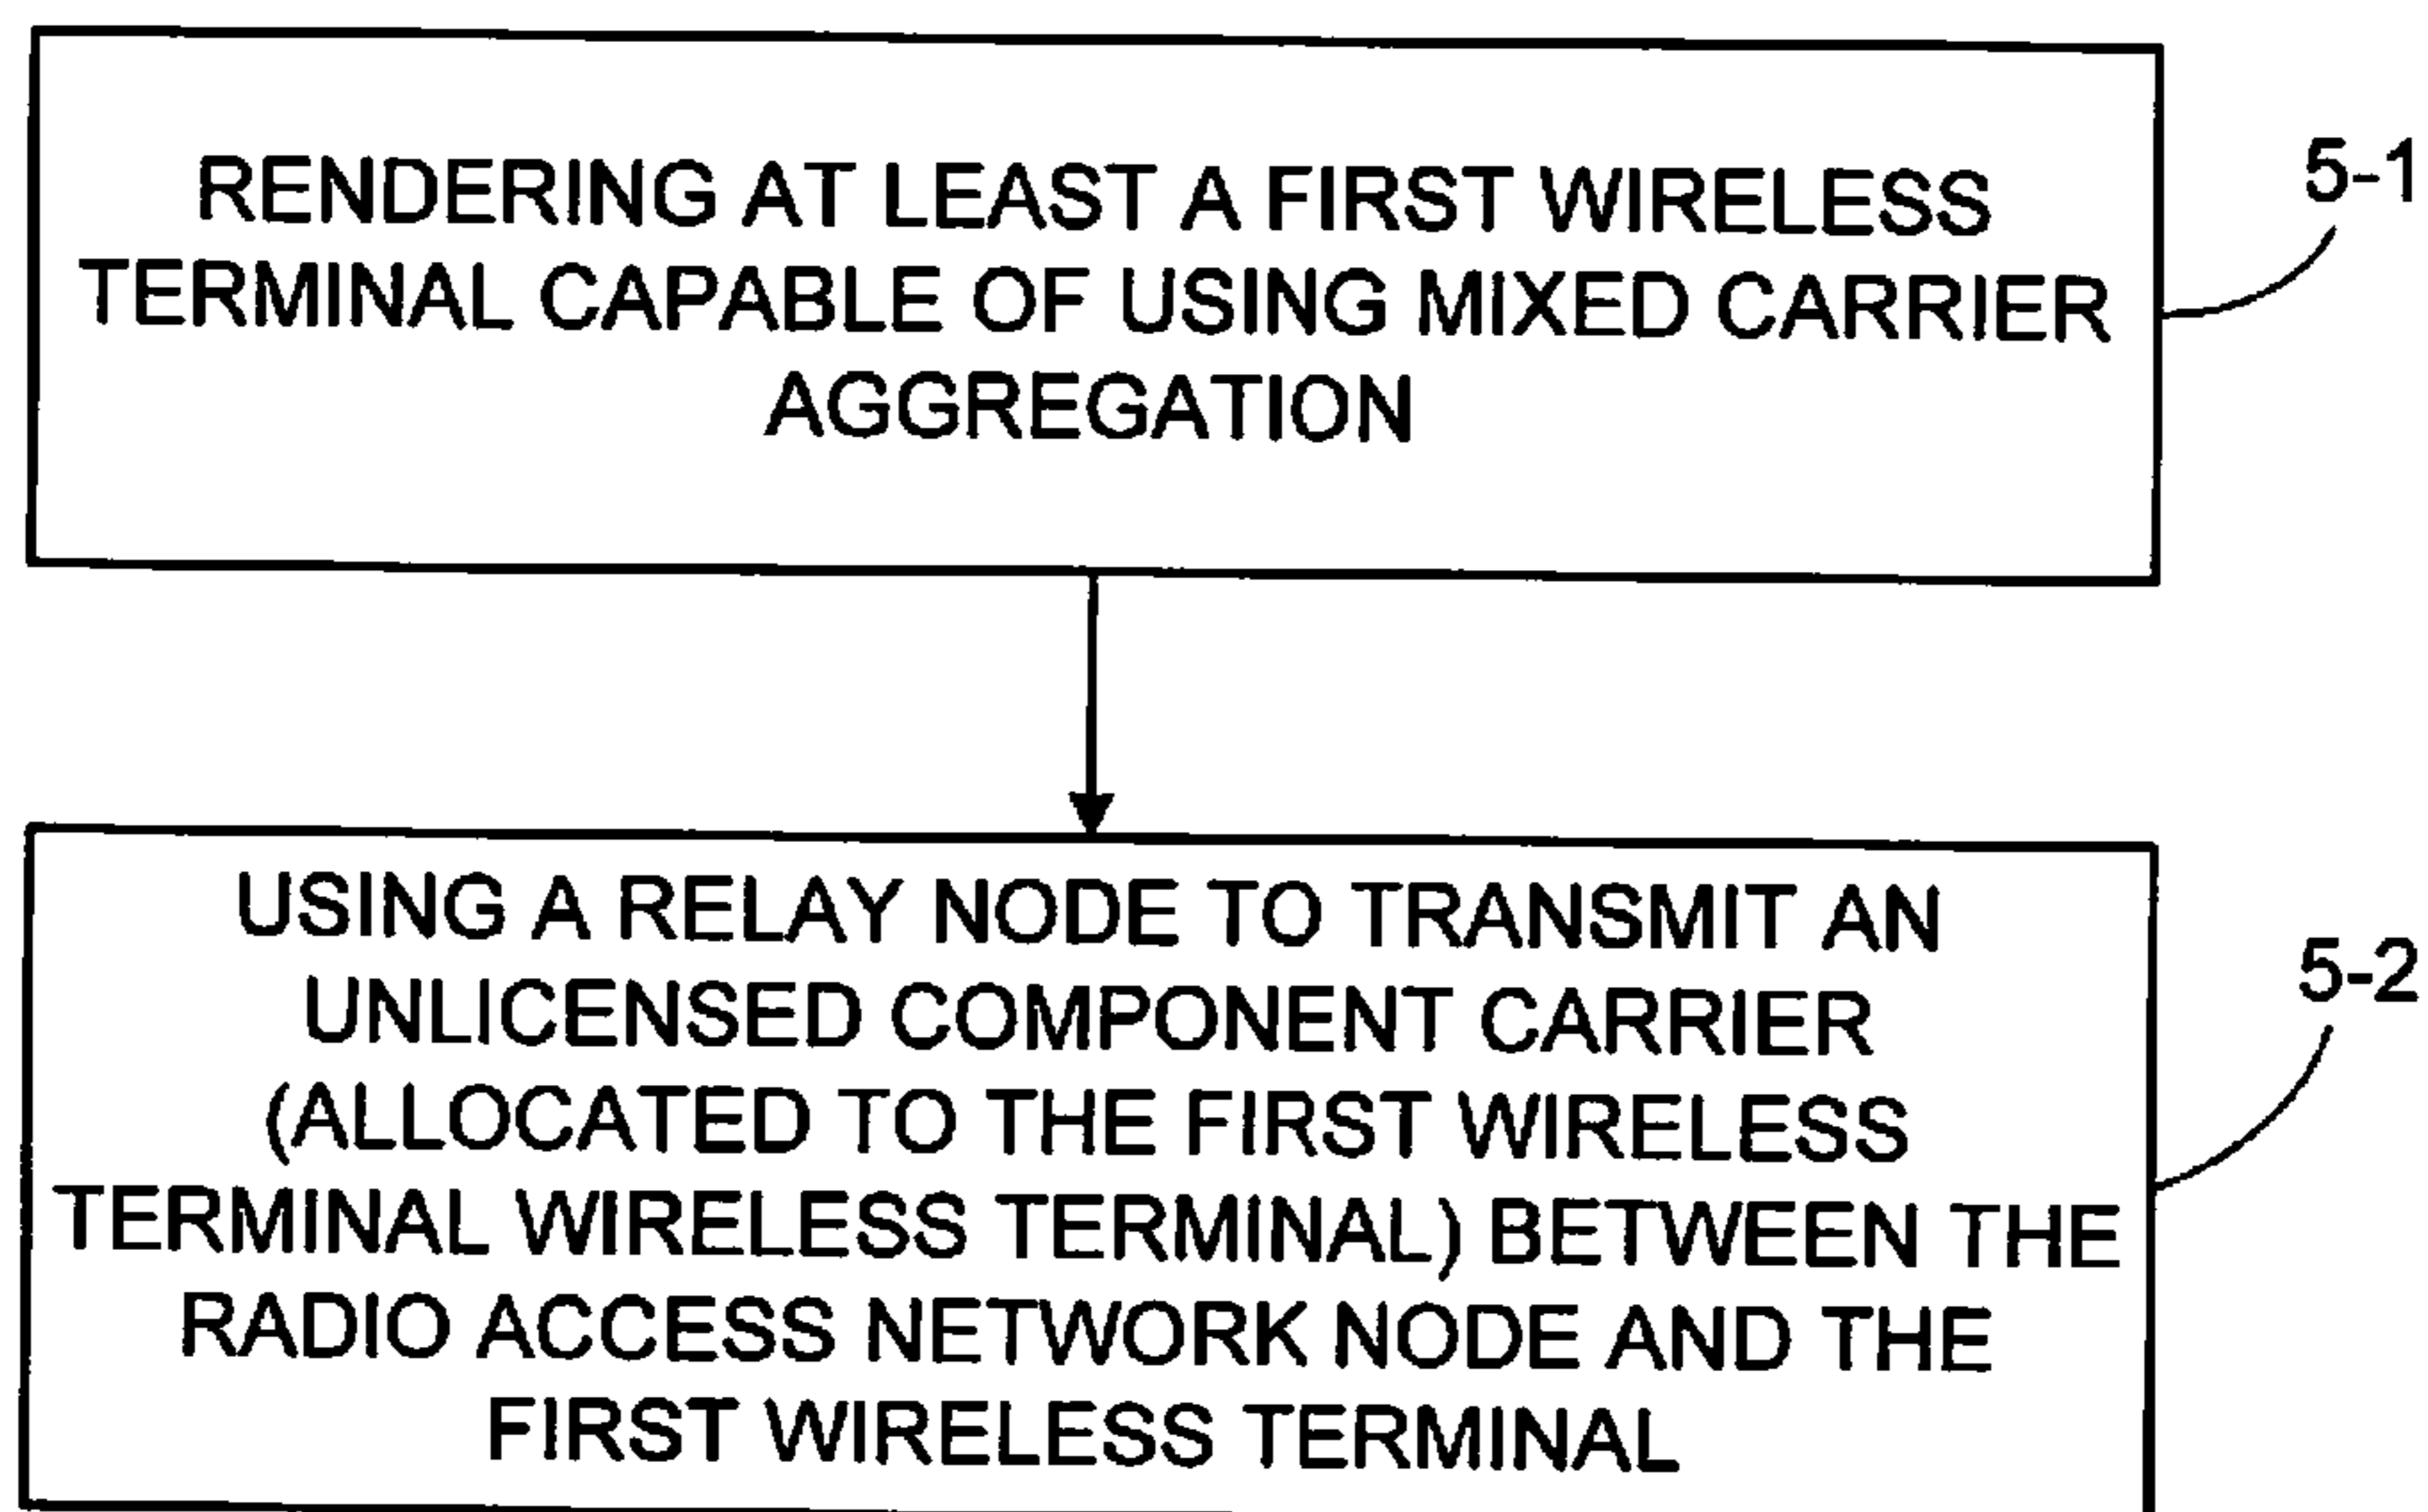 RENDERING AT LEAST A FIRST WIRELESS
TERMINAL CAPABLE OF USING MIXED CARRIER
AGGREGATION
5-1
USING A RELAY NODE TO TRANSMIT AN
UNLICENSED COMPONENT CARRIER
(ALLOCATED TO THE FIRST WIRELESS
TERMINAL WIRELESS TERMINAL) BETWEEN THE
RADIO ACCESS NETWORK NODE AND THE
FIRST WIRELESS TERMINAL
5-2